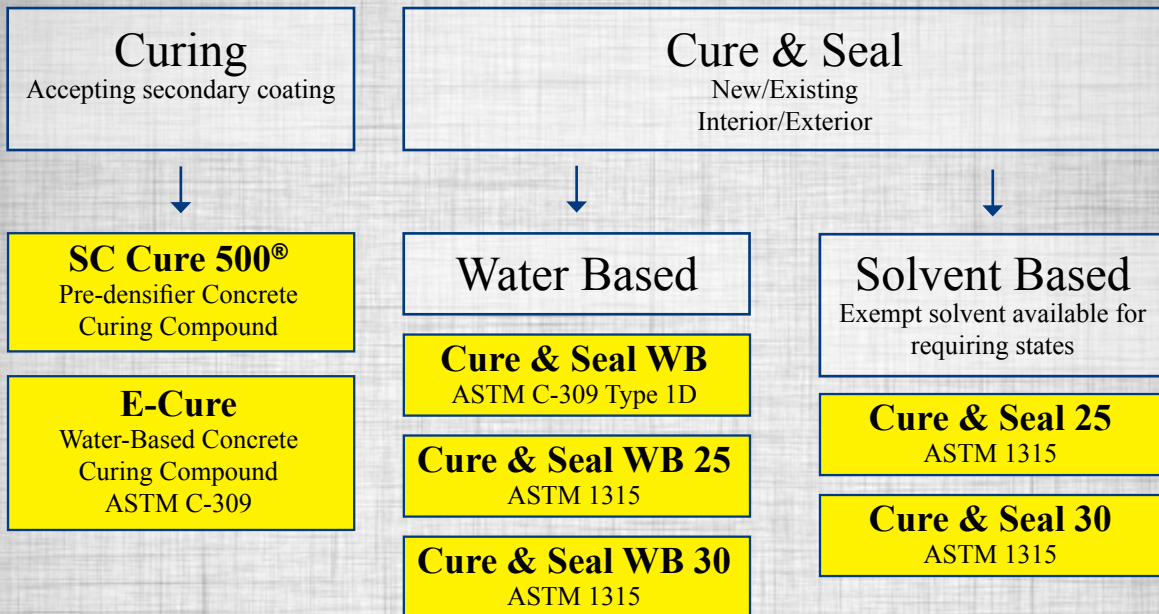 Curing
Accepting secondary coating
Cure & Seal
New/Existing
Interior/Exterior
SC Cure 500®
Pre-densifier Concrete
Curing Compound
E-Cure
Water-Based Concrete
Curing Compound
ASTM C-309
Water Based
Cure & Seal WB
ASTM C-309 Type 1D
Cure & Seal WB 25
ASTM 1315
Cure & Seal WB 30
ASTM 1315
Solvent Based
Exempt solvent available for
requiring states
Cure & Seal 25
ASTM 1315
Cure & Seal 30
ASTM 1315